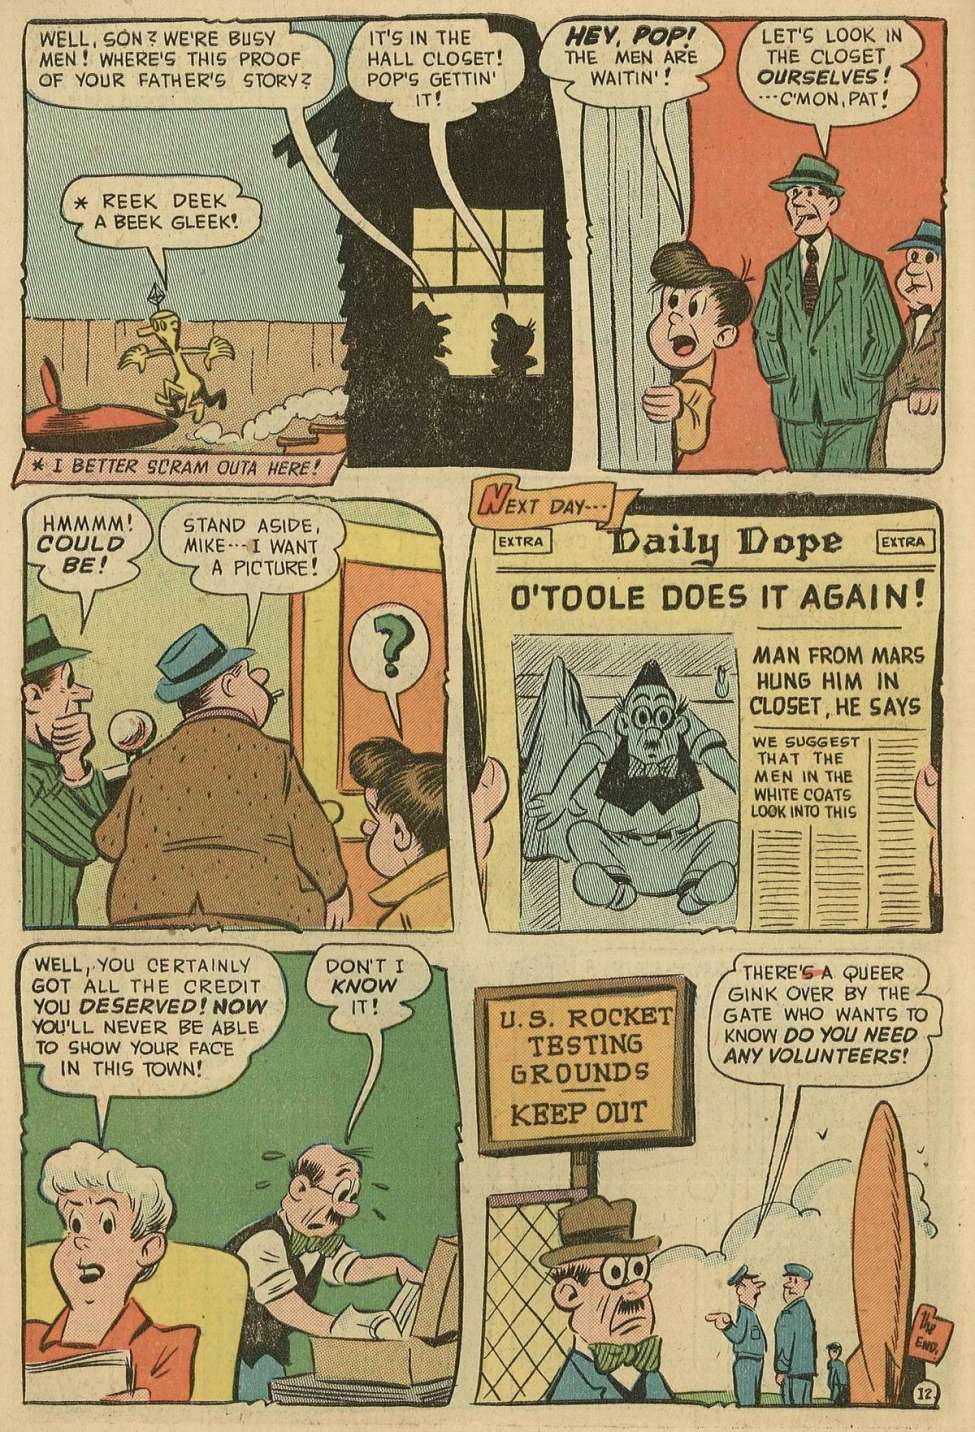 WELL, SON? WE'RE BUSY
MEN! WHERE'S THIS PROOF
OF YOUR FATHER'S STORY?
IT'S IN THE
HALL CLOSET!
POP'S GETTIN'
IT!
* REEK DEEK
A BEEK GLEEK!
* I BETTER SCRAM OUTA HERE!
HEY, POP!
THE MEN ARE
WAITIN'!
LET'S LOOK IN
THE CLOSET
OURSELVES!
---C'MON, PAT!
HMMMM!
COULD
BE!
STAND ASIDE,
MIKE--- I WANT
A PICTURE!
?
NEXT DAY---
EXTRA
Daily Dope
EXTRA
O'TOOLE DOES IT AGAIN!
MAN FROM MARS
HUNG HIM IN
CLOSET, HE SAYS
WE SUGGEST
THAT THE
MEN IN THE
WHITE COATS
LOOK INTO THIS
WELL, YOU CERTAINLY
GOT ALL THE CREDIT
YOU DESERVED! NOW
YOU'LL NEVER BE ABLE
TO SHOW YOUR FACE
IN THIS TOWN!
DON'T I
KNOW
IT!
U.S. ROCKET
TESTING
GROUNDS
KEEP OUT
THERE'S A QUEER
GINK OVER BY THE
GATE WHO WANTS TO
KNOW DO YOU NEED
ANY VOLUNTEERS!
The
END.
12